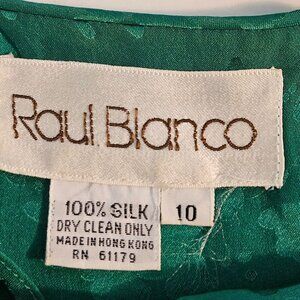 Raul Blanco
100% SILK
DRY CLEAN ONLY
MADE IN HONG KONG
RN 61179
10